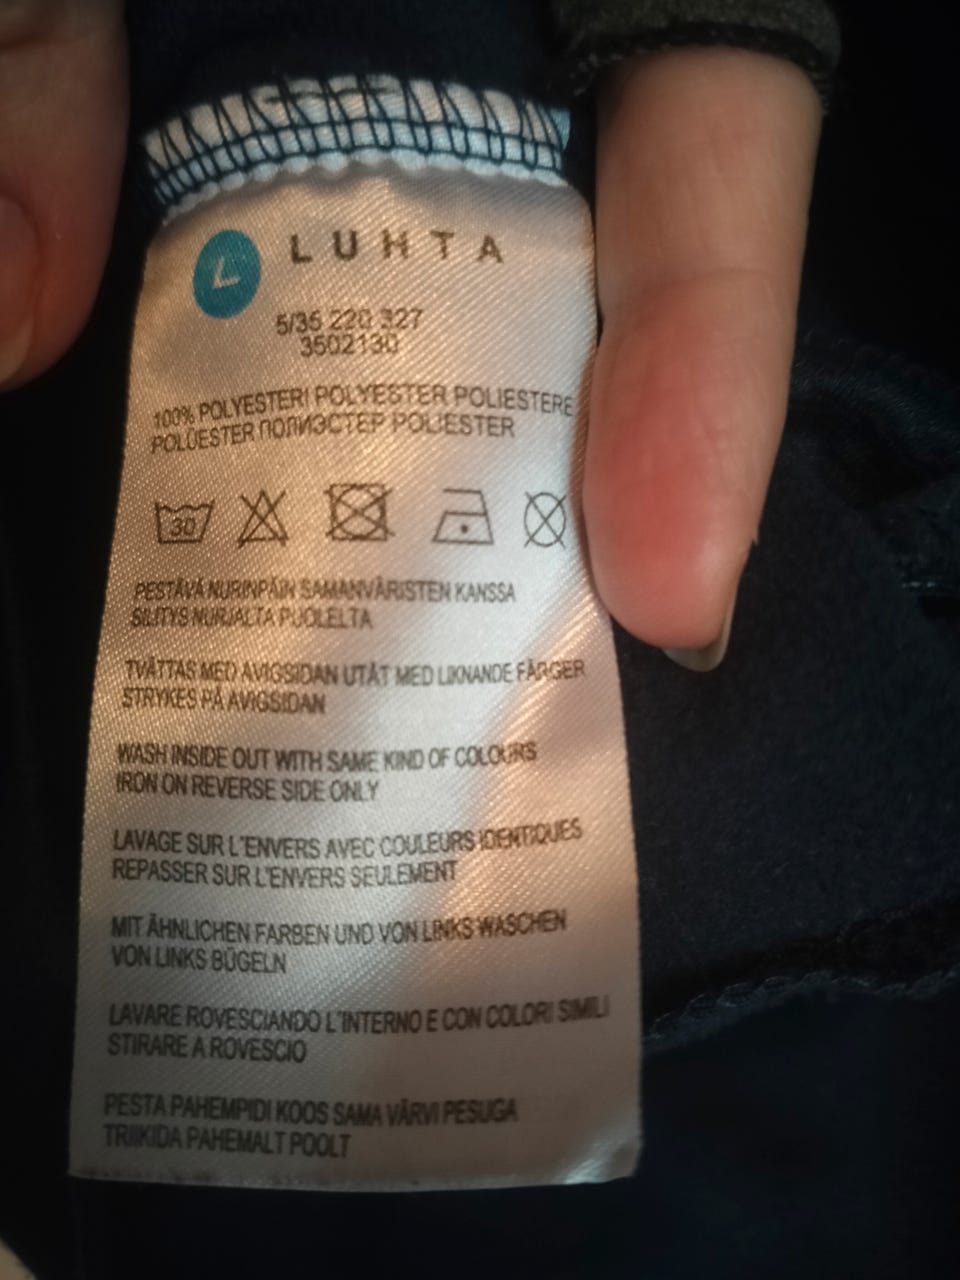 L LUHTA
5/35 220 327
3502130
100% POLYESTERI POLYESTER POLIESTERE
POLÜESTER ПОЛИЭСТЕР POLIESTER
30
PESTÄVÄ NURINPÄIN SAMANVÄRISTEN KANSSA
SILITYS NURJALTA PUOLELTA
TVÄTTAS MED AVIGSIDAN UTÅT MED LIKNANDE FÄRGER
STRYKES PÅ AVIGSIDAN
WASH INSIDE OUT WITH SAME KIND OF COLOURS
IRON ON REVERSE SIDE ONLY
LAVAGE SUR L'ENVERS AVEC COULEURS IDENTIQUES
REPASSER SUR L'ENVERS SEULEMENT
MIT ÄHNLICHEN FARBEN UND VON LINKS WASCHEN
VON LINKS BÜGELN
LAVARE ROVESCIANDO L'INTERNO E CON COLORI SIMILI
STIRARE A ROVESCIO
PESTA PAHEMPIDI KOOS SAMA VÄRVI PESUGA
TRIIKIDA PAHEMALT POOLT